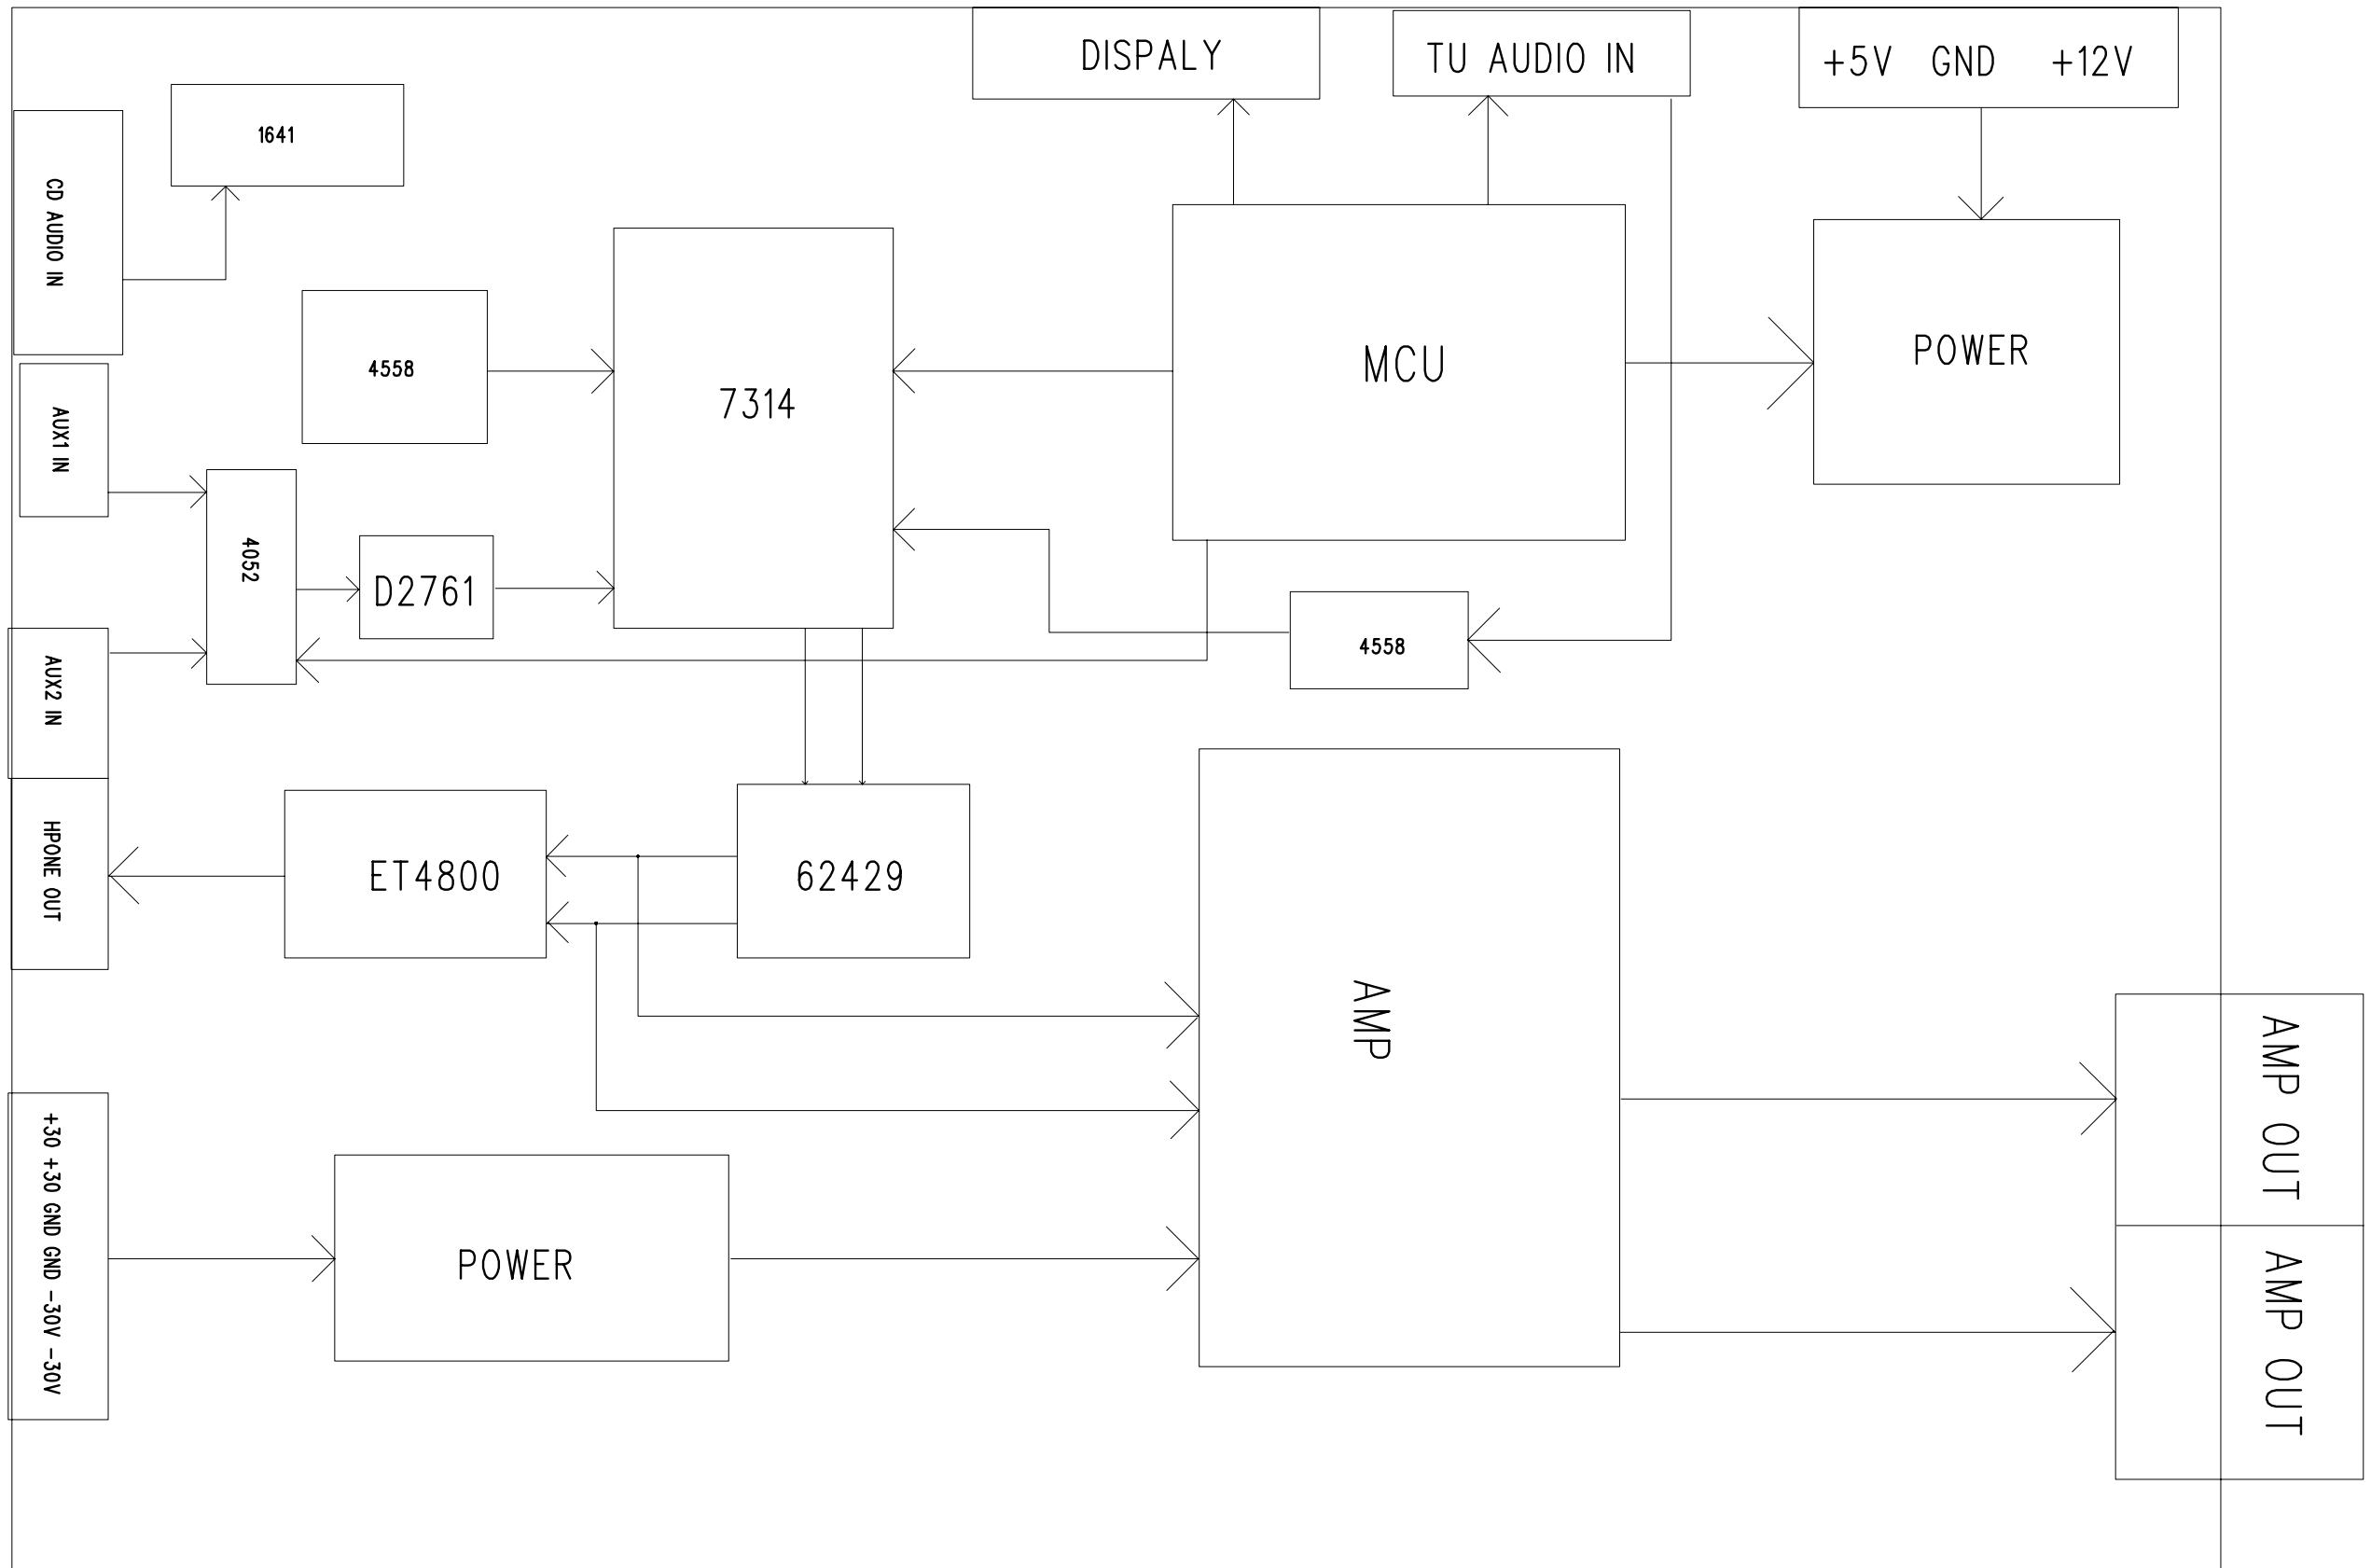 DISPALY
TU AUDIO IN
+5V GND +12V
1641
CD AUDIO IN
4558
7314
MCU
POWER
AUX1 IN
4052
D2761
4558
AUX2 IN
HPONE OUT
ET4800
62429
AMP
AMP OUT
+30 +30 GND GND -30V -30V
POWER
AMP OUT